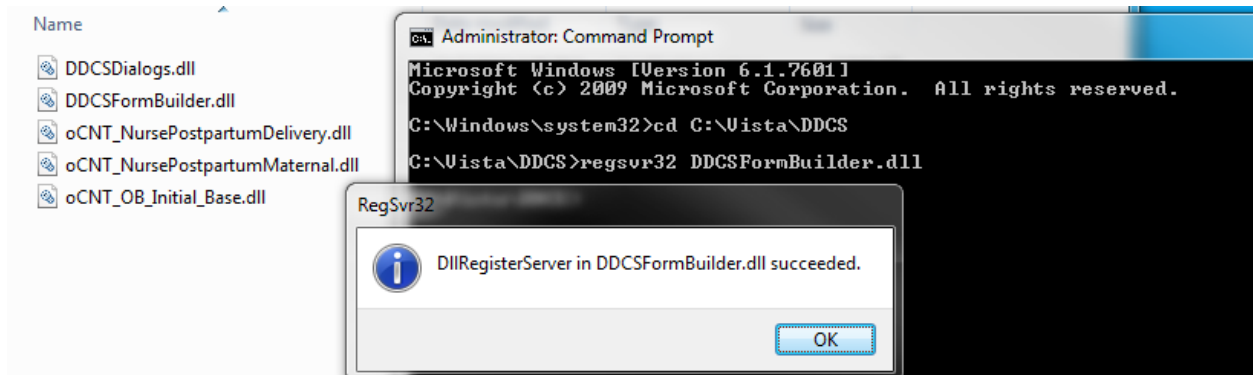 Name
DDCSDialogs.dll
DDCSFormBuilder.dll
oCNT_NursePostpartumDelivery.dll
oCNT_NursePostpartumMaternal.dll
oCNT_OB_Initial_Base.dll
Administrator: Command Prompt
Microsoft Windows [Version 6.1.7601]
Copyright (c) 2009 Microsoft Corporation.  All rights reserved.
C:\Windows\system32>cd C:\Vista\DDCS
C:\Vista\DDCS>regsvr32 DDCSFormBuilder.dll
RegSvr32
DllRegisterServer in DDCSFormBuilder.dll succeeded.
OK